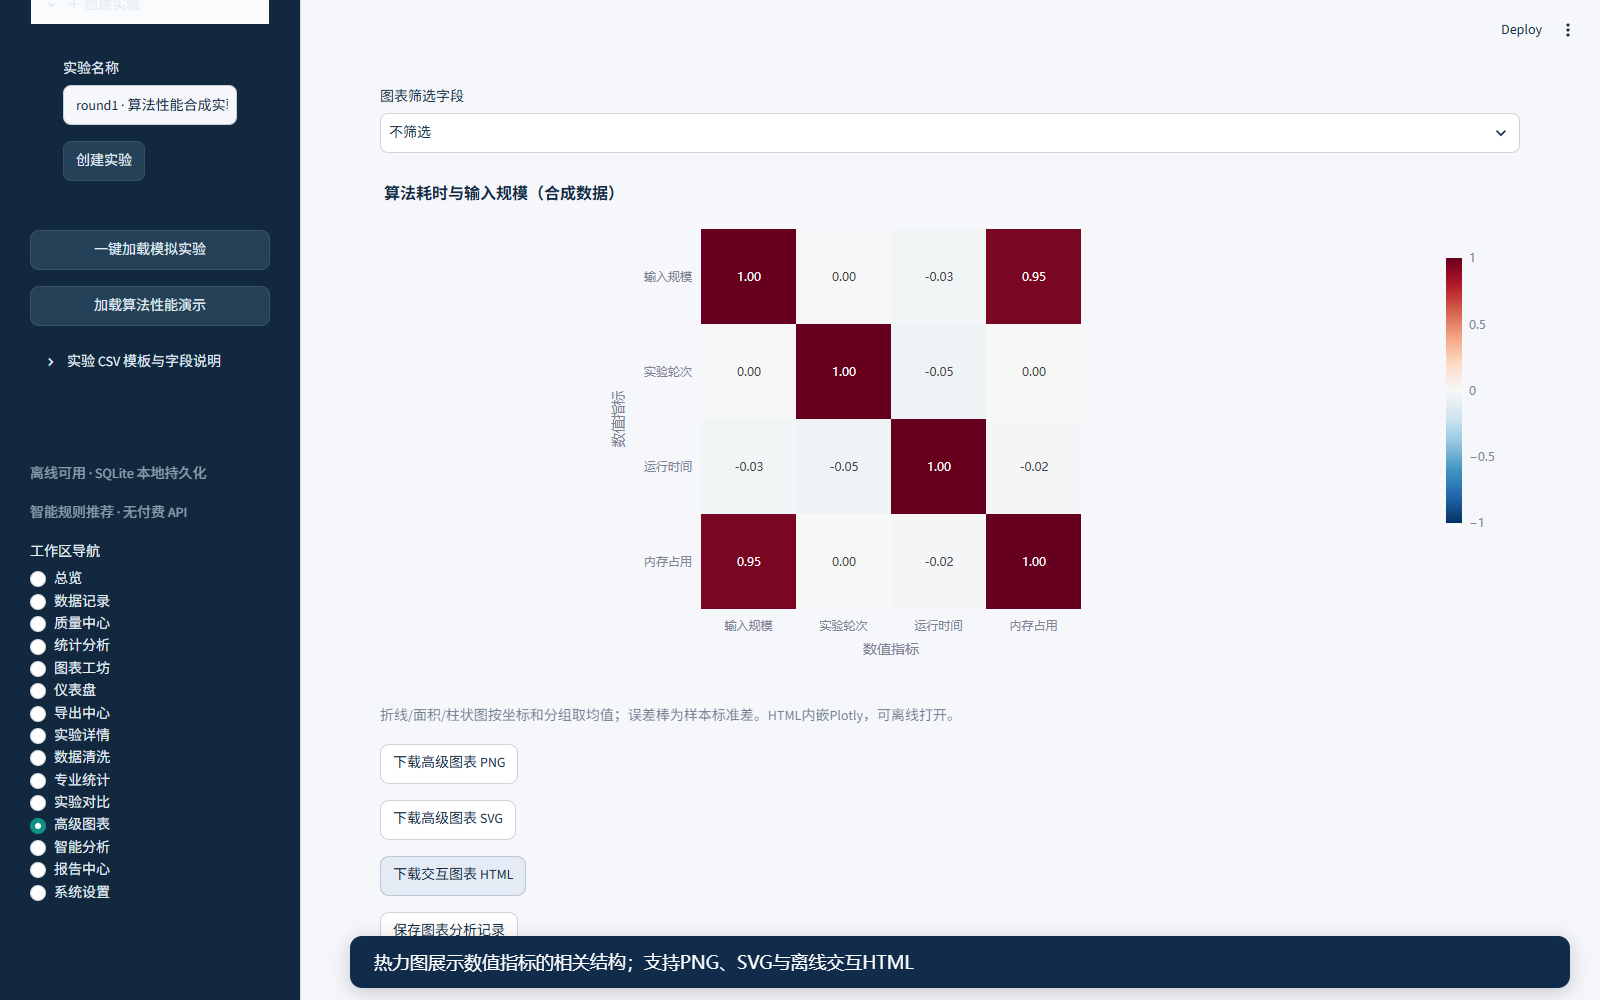 + 创建实验
实验名称
round1 · 算法性能合成实
创建实验
一键加载模拟实验
加载算法性能演示
实验 CSV 模板与字段说明
离线可用 · SQLite 本地持久化
智能规则推荐 · 无付费 API
工作区导航
总览
数据记录
质量中心
统计分析
图表工坊
仪表盘
导出中心
实验详情
数据清洗
专业统计
实验对比
高级图表
智能分析
报告中心
系统设置
Deploy
图表筛选字段
不筛选
算法耗时与输入规模（合成数据）
输入规模 1.00 0.00 -0.03 0.95
实验轮次 0.00 1.00 -0.05 0.00
运行时间 -0.03 -0.05 1.00 -0.02
内存占用 0.95 0.00 -0.02 1.00
数值指标
输入规模 实验轮次 运行时间 内存占用
数值指标
1
0.5
0
−0.5
−1
折线/面积/柱状图按坐标和分组取均值；误差棒为样本标准差。HTML内嵌Plotly，可离线打开。
下载高级图表 PNG
下载高级图表 SVG
下载交互图表 HTML
保存图表分析记录
热力图展示数值指标的相关结构；支持PNG、SVG与离线交互HTML